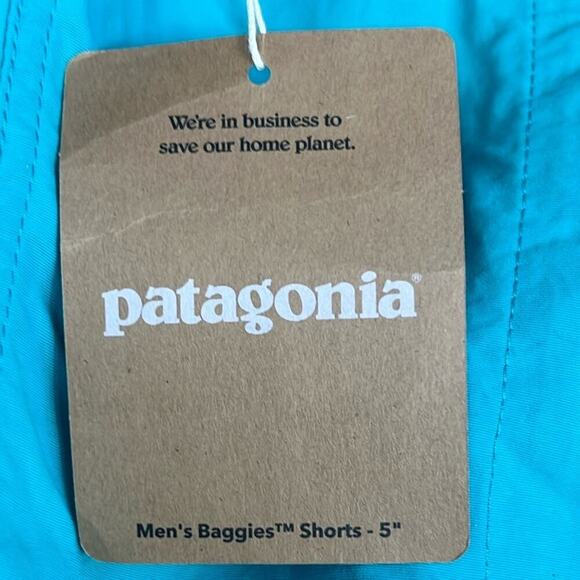 We're in business to
save our home planet.
patagonia®
Men's Baggies™ Shorts - 5"